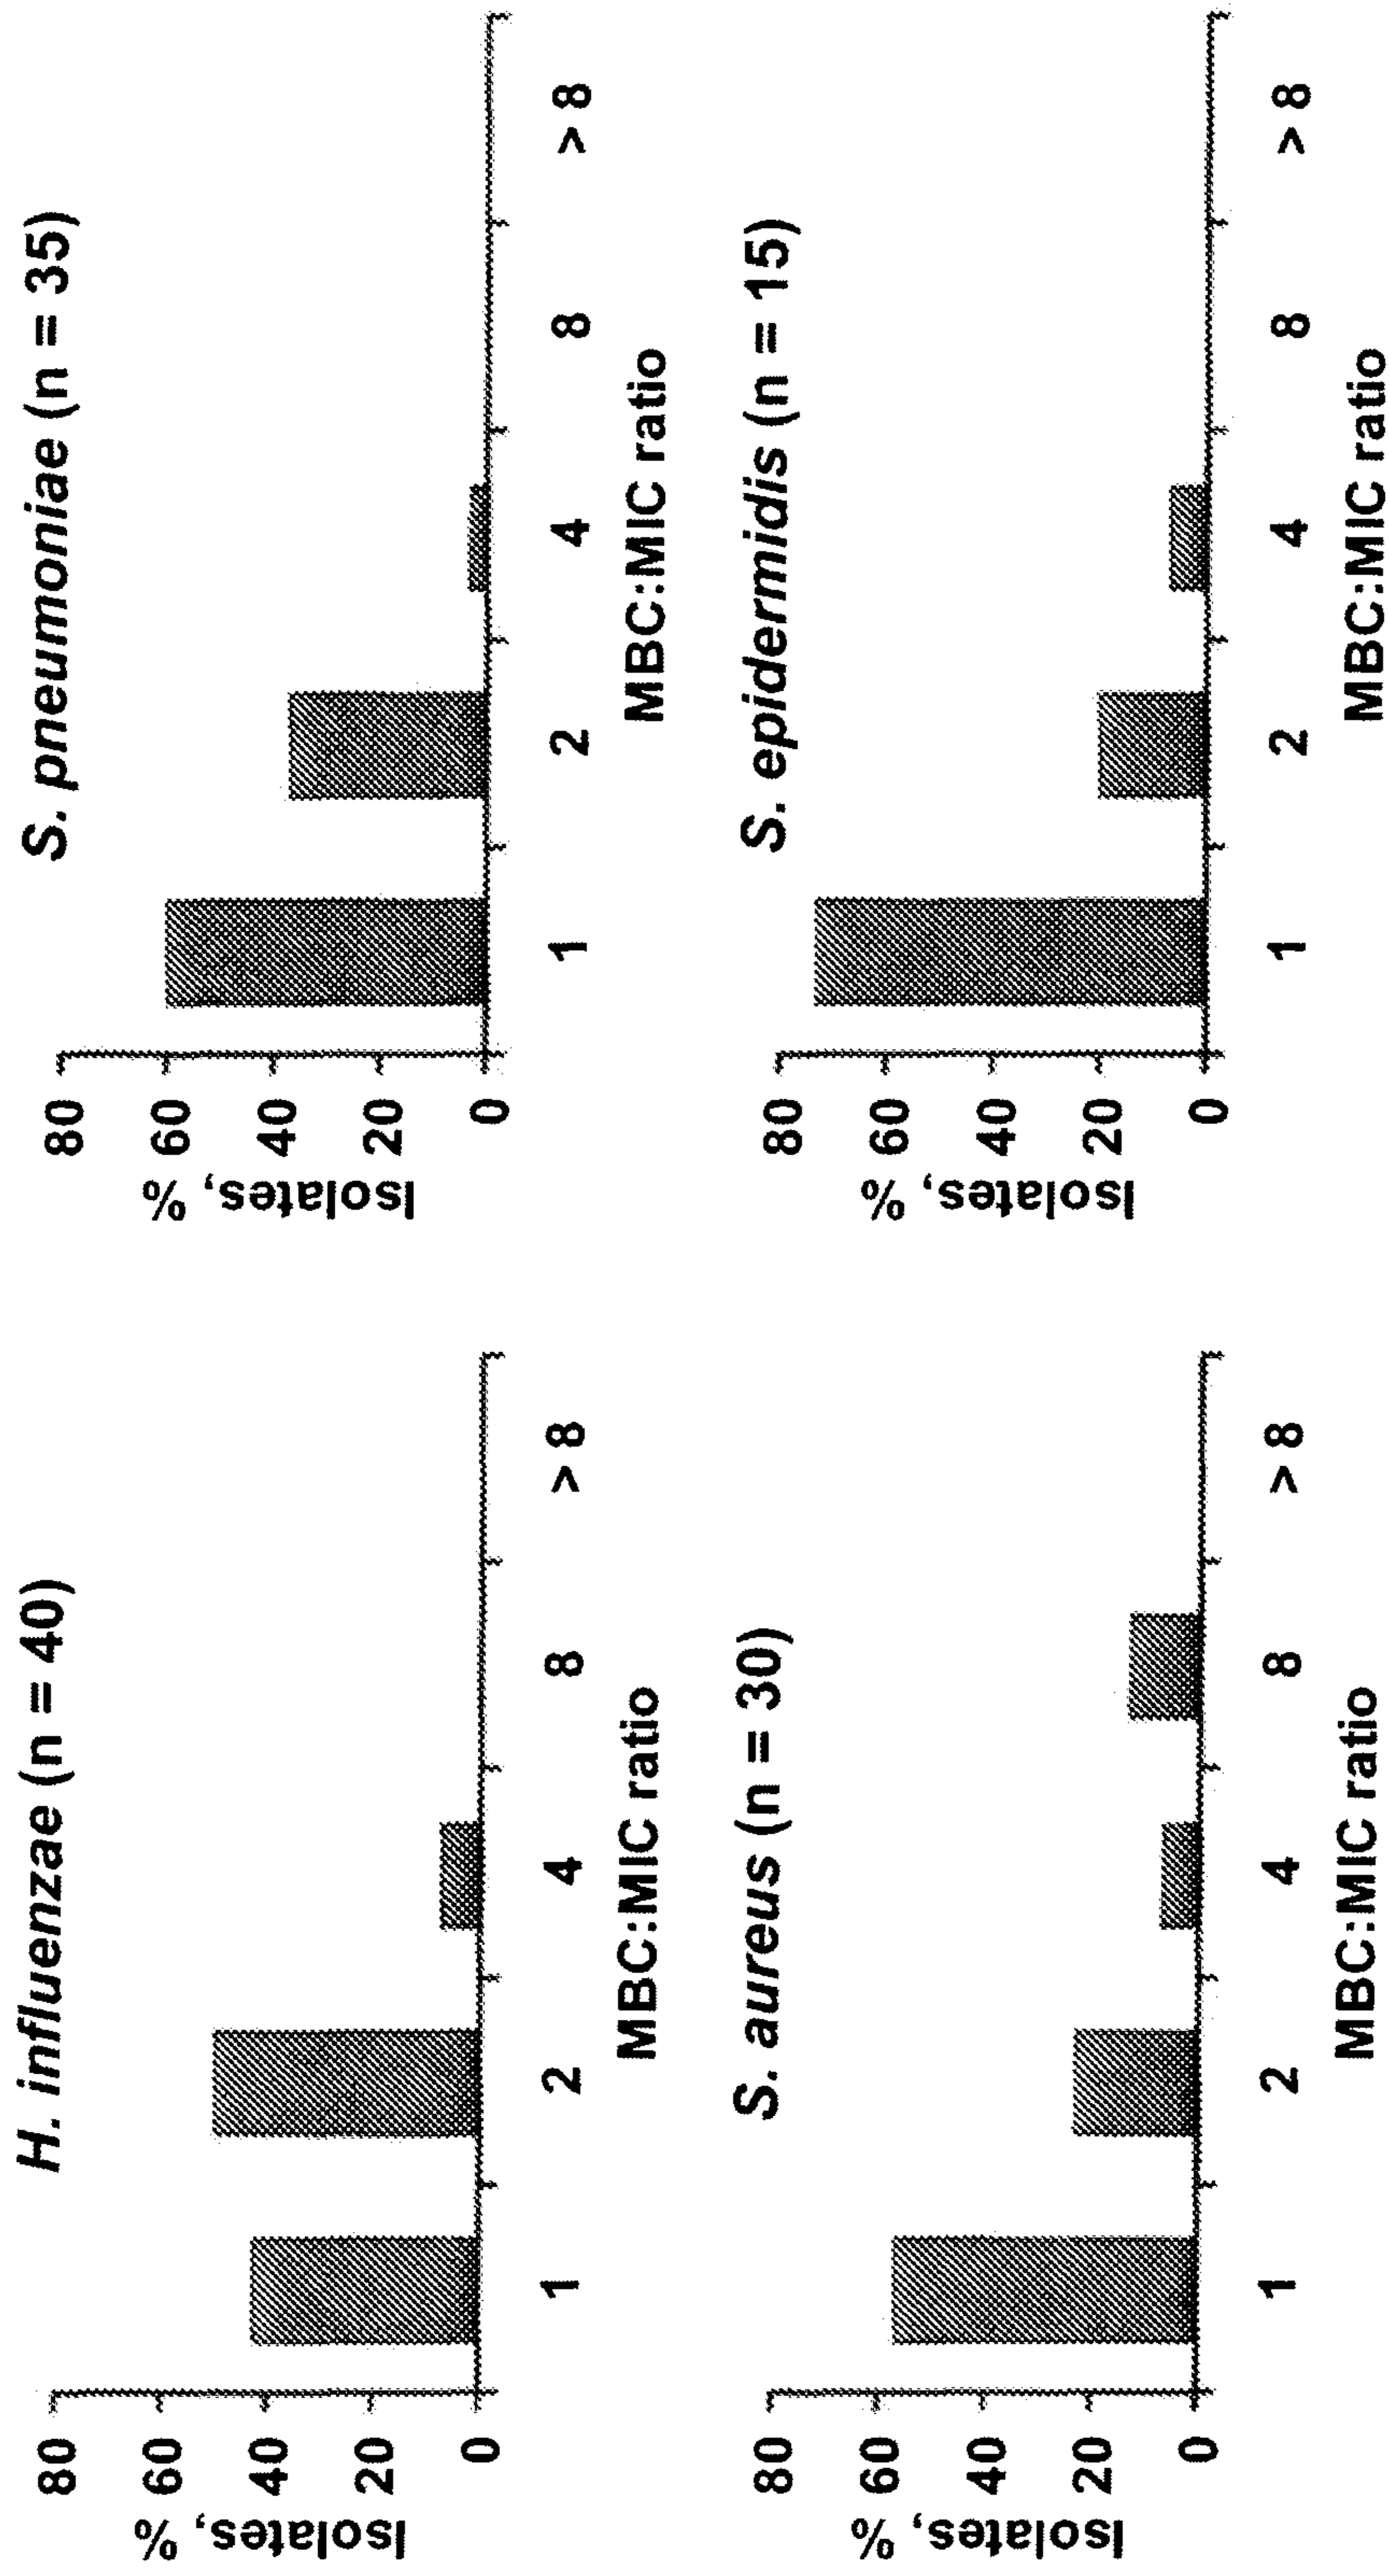 H. influenzae (n = 40)
Isolates, %
80
60
40
20
0
1 2 4 8 > 8
MBC:MIC ratio
S. pneumoniae (n = 35)
Isolates, %
80
60
40
20
0
1 2 4 8 > 8
MBC:MIC ratio
S. aureus (n = 30)
Isolates, %
80
60
40
20
0
1 2 4 8 > 8
MBC:MIC ratio
S. epidermidis (n = 15)
Isolates, %
80
60
40
20
0
1 2 4 8 > 8
MBC:MIC ratio